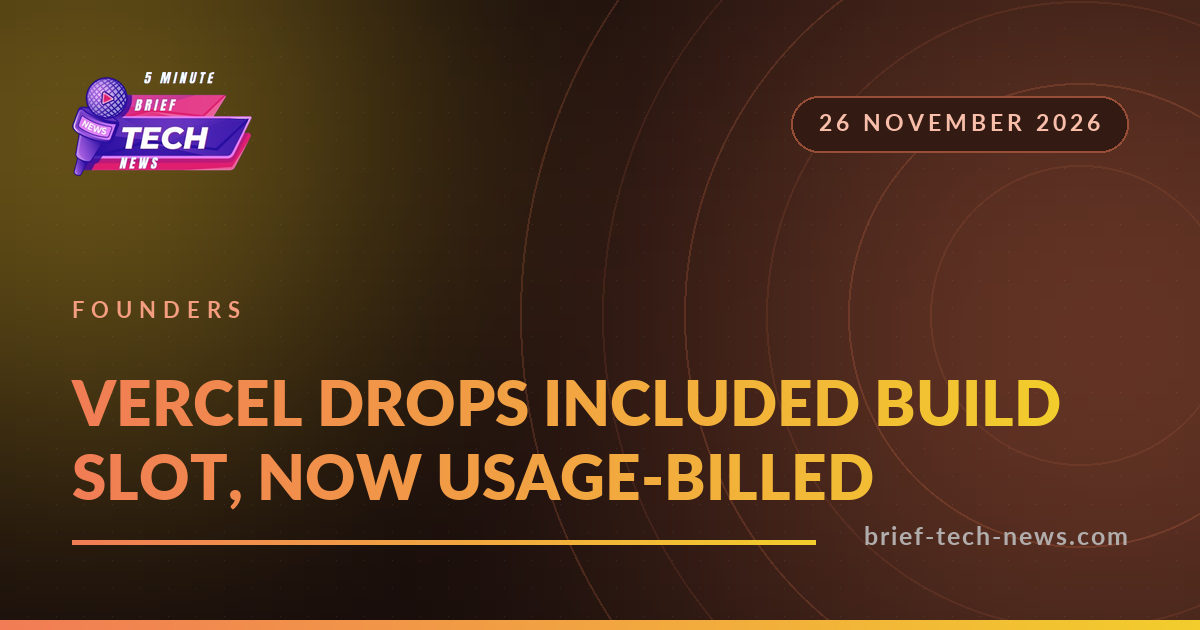 5 MINUTE
BRIEF
NEWS
TECH
NEWS
26 NOVEMBER 2026
FOUNDERS
VERCEL DROPS INCLUDED BUILD
SLOT, NOW USAGE-BILLED
brief-tech-news.com